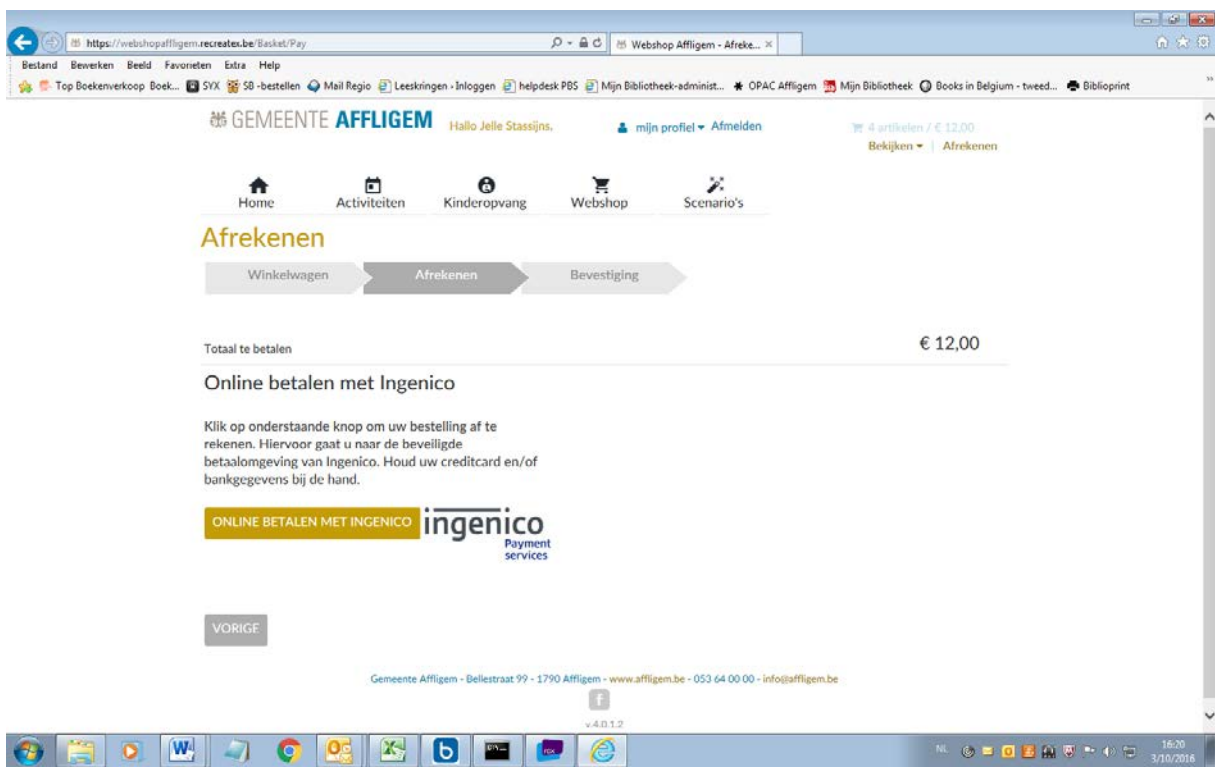 https://webshopaffligem.recreatex.be/Basket/Pay
Webshop Affligem - Afreke...
Bestand Bewerken Beeld Favorieten Extra Help
Top Boekenverkoop Boek... SYX SB -bestellen Mail Regio Leeskringen - Inloggen helpdesk PBS Mijn Bibliotheek-administ... OPAC Affligem Mijn Bibliotheek Books in Belgium - tweed... Biblioprint
GEMEENTE AFFLIGEM Hallo Jelle Stassijns, mijn profiel Afmelden 4 artikelen / € 12,00
Bekijken | Afrekenen
Home Activiteiten Kinderopvang Webshop Scenario's
Afrekenen
Winkelwagen Afrekenen Bevestiging
Totaal te betalen € 12,00
Online betalen met Ingenico
Klik op onderstaande knop om uw bestelling af te
rekenen. Hiervoor gaat u naar de beveiligde
betaalomgeving van Ingenico. Houd uw creditcard en/of
bankgegevens bij de hand.
ONLINE BETALEN MET INGENICO ingenico
Payment
services
VORIGE
Gemeente Affligem - Bellestraat 99 - 1790 Affligem - www.affligem.be - 053 64 00 00 - info@affligem.be
v.4.0.1.2
NL 16:20
3/10/2016